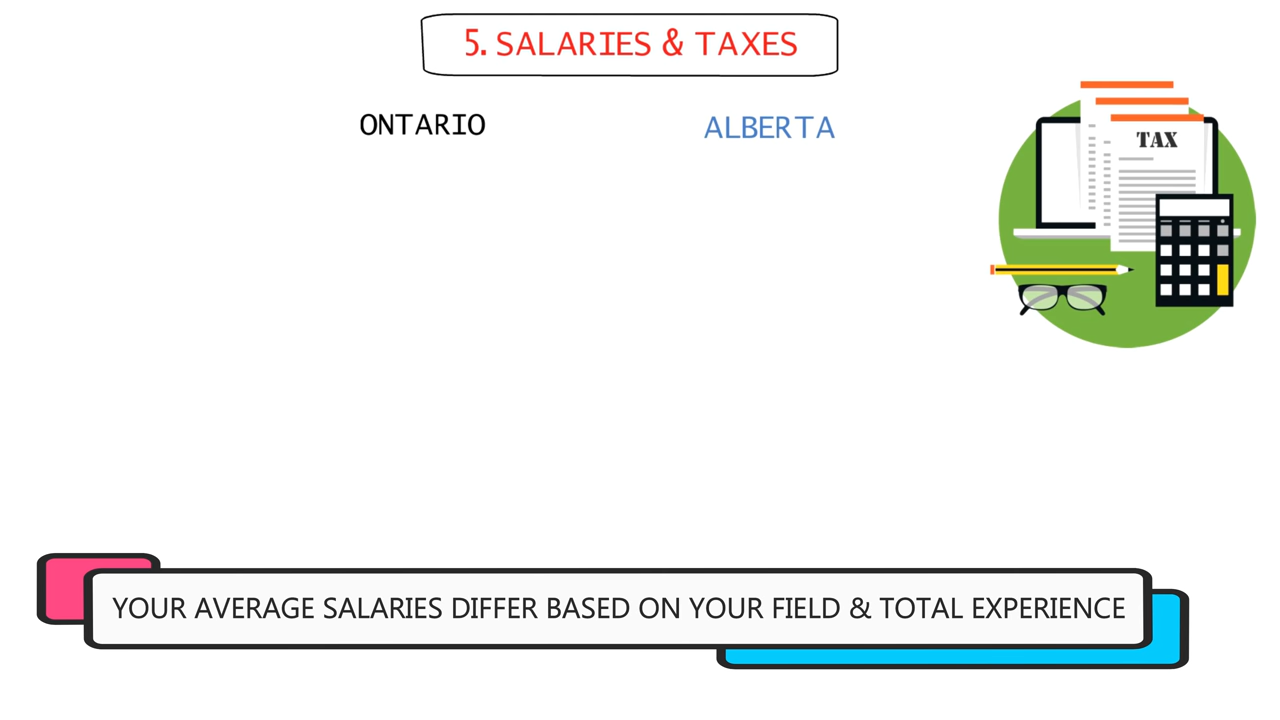 5. SALARIES & TAXES
ONTARIO
ALBERTA
TAX
YOUR AVERAGE SALARIES DIFFER BASED ON YOUR FIELD & TOTAL EXPERIENCE